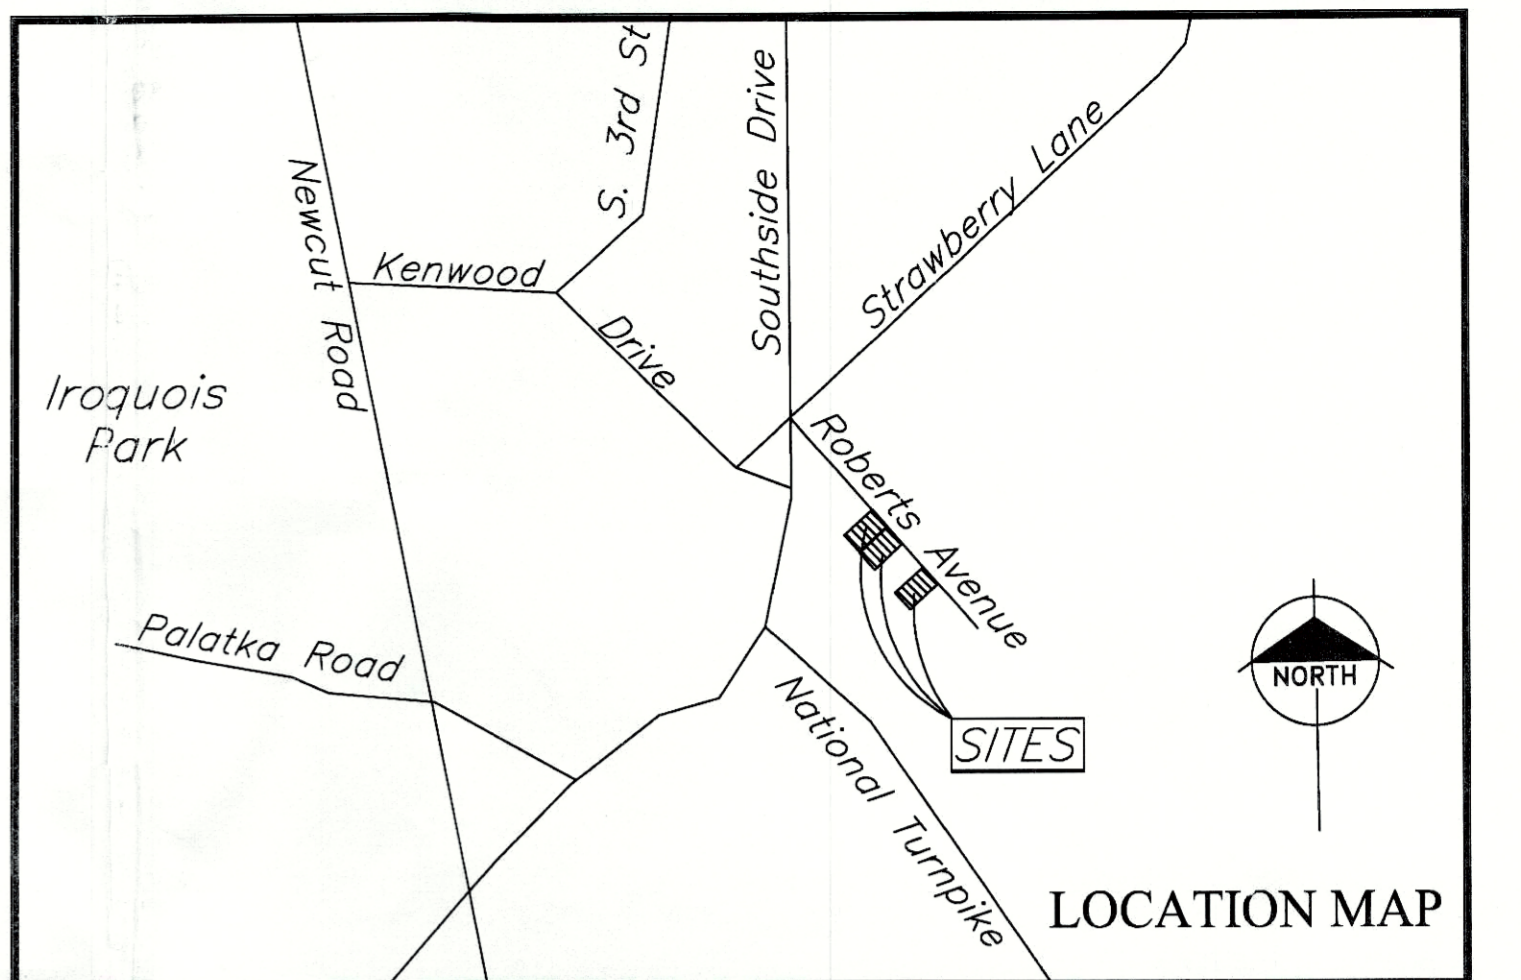 S. 3rd St
Southside Drive
Strawberry Lane
Newcut Road
Kenwood Drive
Iroquois
Park
Roberts Avenue
Palatka Road
NORTH
National Turnpike
SITES
LOCATION MAP